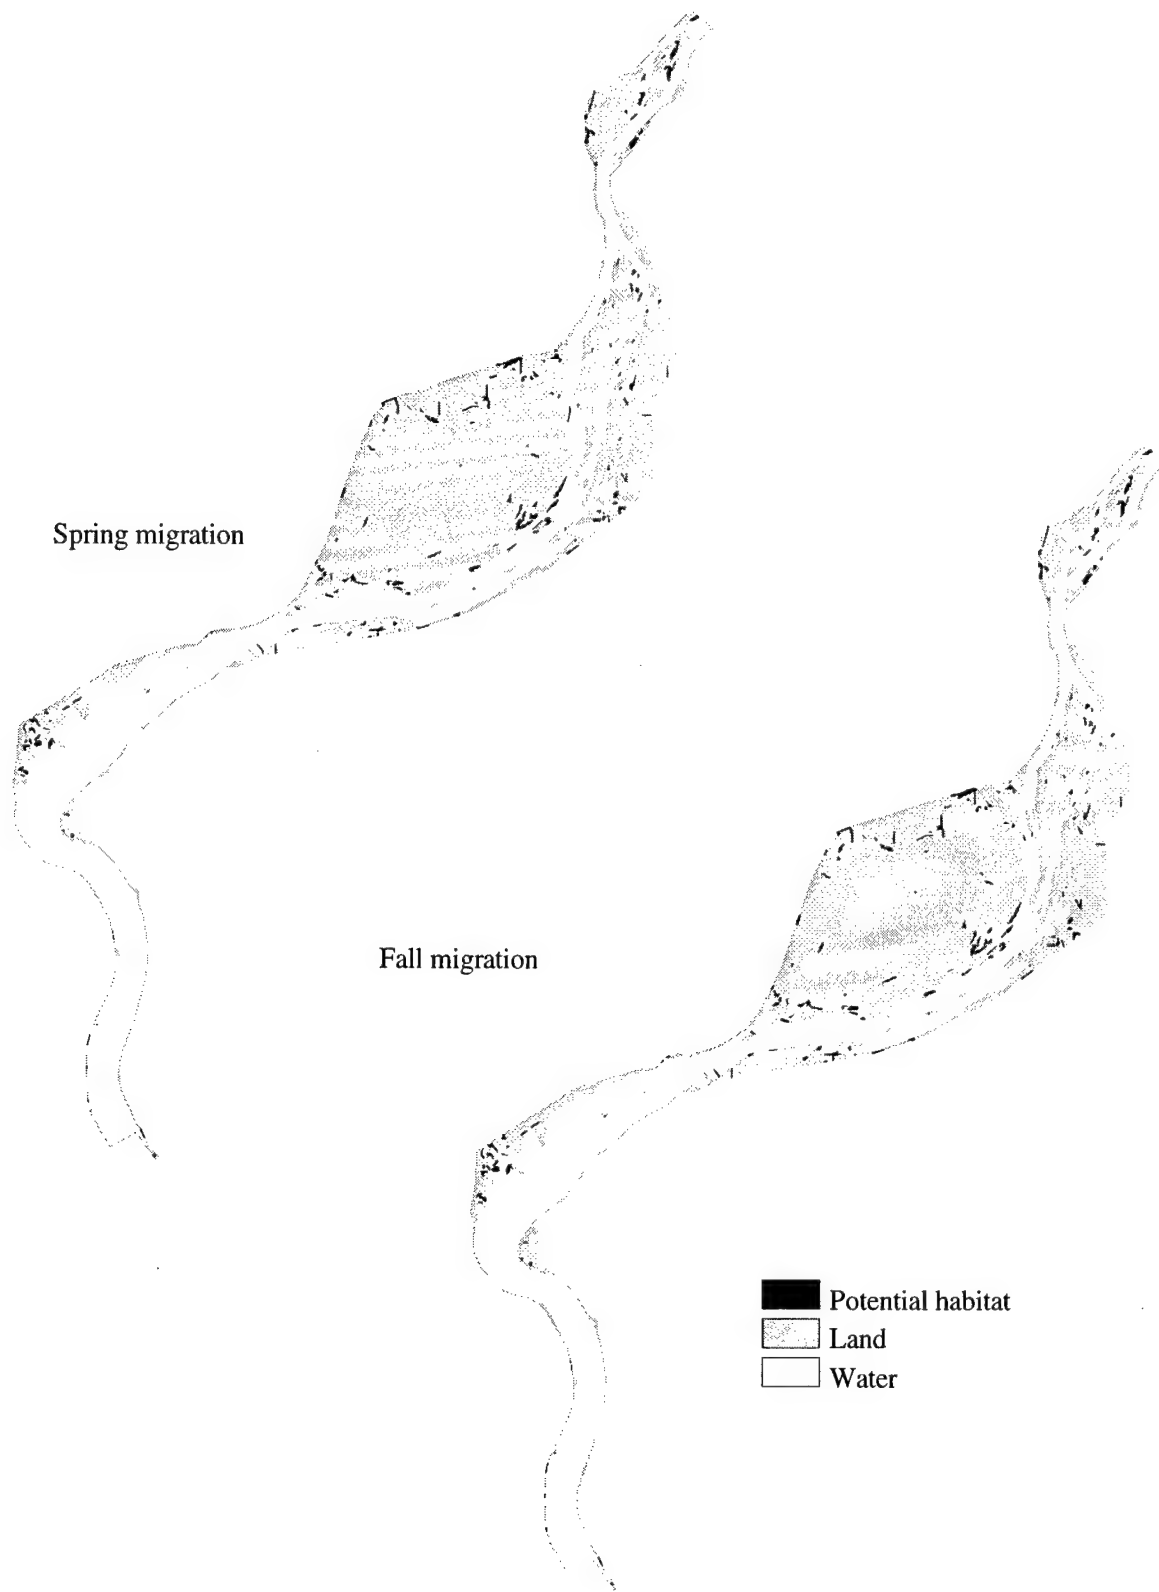 Spring migration
Fall migration
Potential habitat
Land
Water